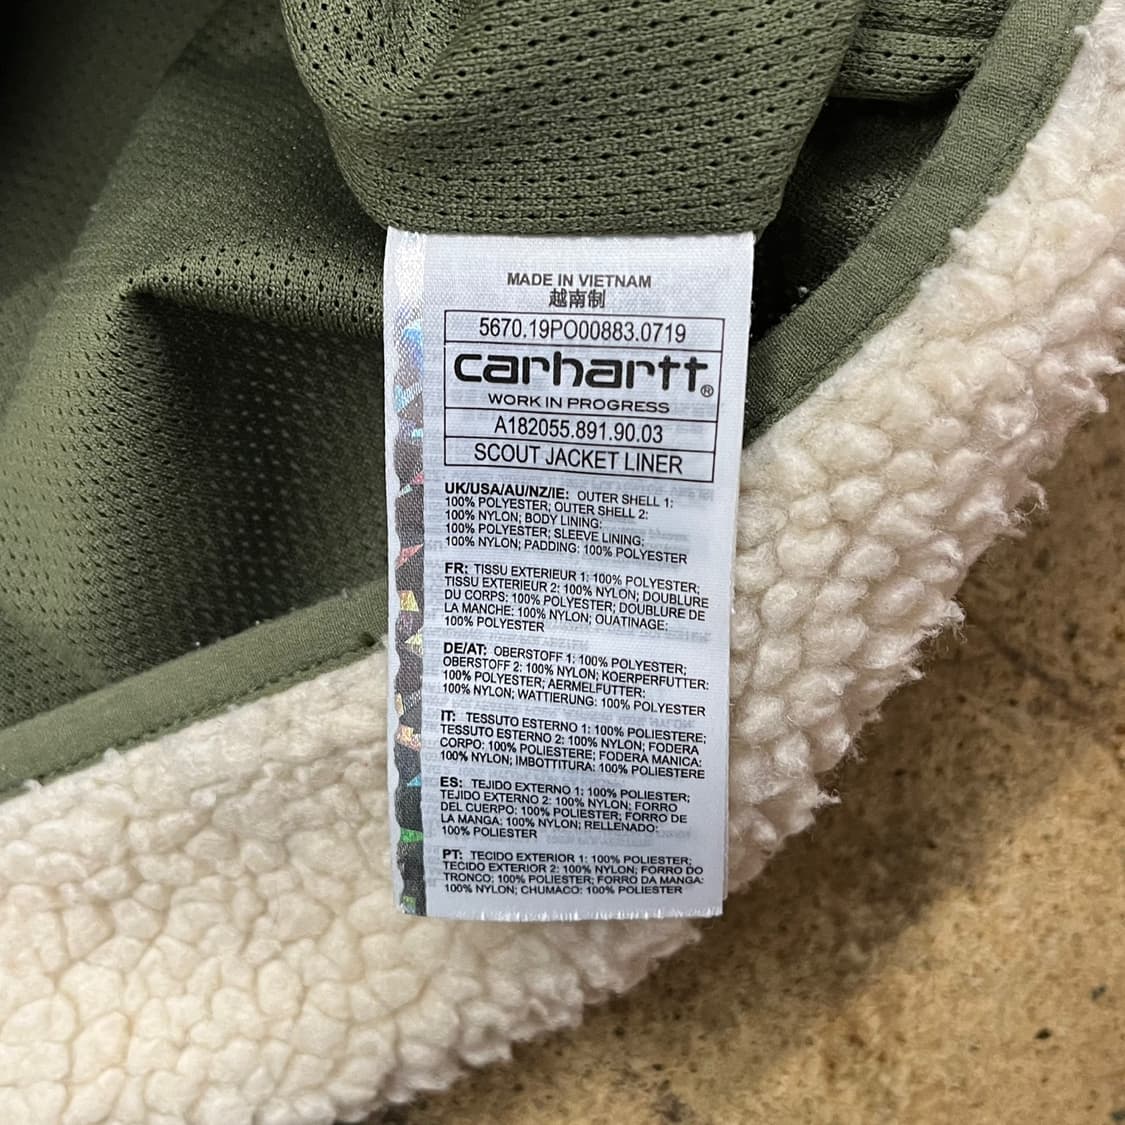 MADE IN VIETNAM
越南制
5670.19PO00883.0719
carhartt®
WORK IN PROGRESS
A182055.891.90.03
SCOUT JACKET LINER
UK/USA/AU/NZ/IE: OUTER SHELL 1:
100% POLYESTER; OUTER SHELL 2:
100% NYLON; BODY LINING:
100% POLYESTER; SLEEVE LINING:
100% NYLON; PADDING: 100% POLYESTER
FR: TISSU EXTERIEUR 1: 100% POLYESTER;
TISSU EXTERIEUR 2: 100% NYLON; DOUBLURE
DU CORPS: 100% POLYESTER; DOUBLURE DE
LA MANCHE: 100% NYLON; OUATINAGE:
100% POLYESTER
DE/AT: OBERSTOFF 1: 100% POLYESTER;
OBERSTOFF 2: 100% NYLON; KOERPERFUTTER:
100% POLYESTER; AERMELFUTTER:
100% NYLON; WATTIERUNG: 100% POLYESTER
IT: TESSUTO ESTERNO 1: 100% POLIESTERE;
TESSUTO ESTERNO 2: 100% NYLON; FODERA
CORPO: 100% POLIESTERE; FODERA MANICA:
100% NYLON; IMBOTTITURA: 100% POLIESTERE
ES: TEJIDO EXTERNO 1: 100% POLIESTER;
TEJIDO EXTERNO 2: 100% NYLON; FORRO
DEL CUERPO: 100% POLIESTER; FORRO DE
LA MANGA: 100% NYLON; RELLENADO:
100% POLIESTER
PT: TECIDO EXTERIOR 1: 100% POLIESTER;
TECIDO EXTERIOR 2: 100% NYLON; FORRO DO
TRONCO: 100% POLIESTER; FORRO DA MANGA:
100% NYLON; CHUMACO: 100% POLIESTER